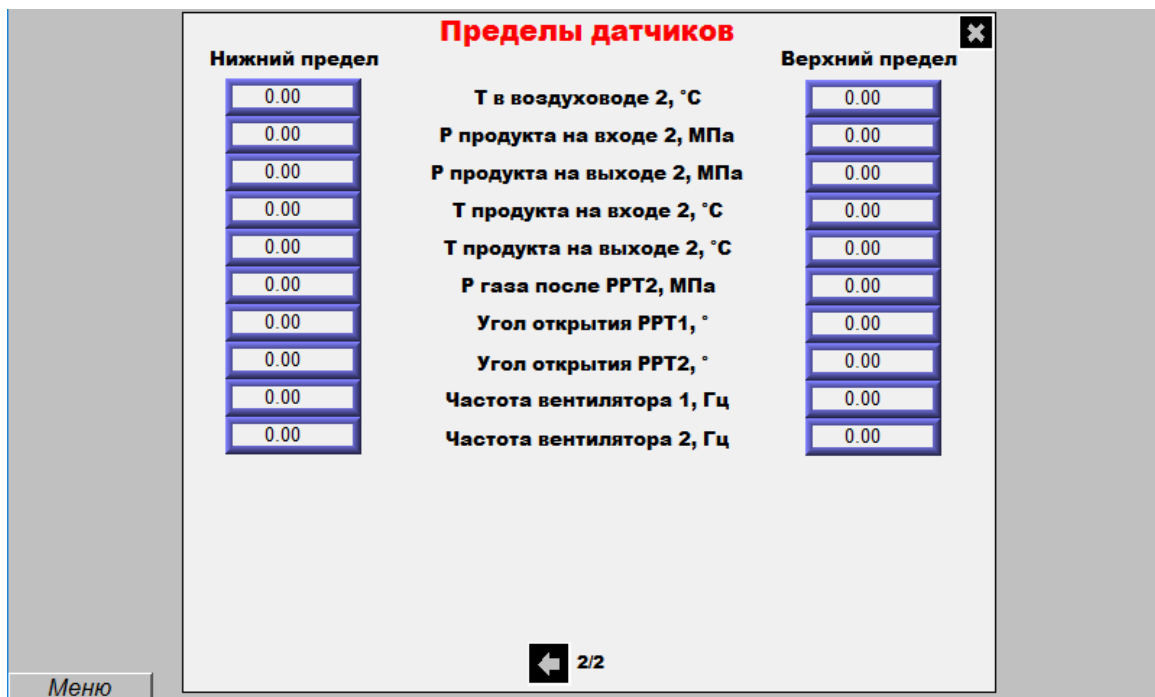 Пределы датчиков
Нижний предел Верхний предел
0.00 Т в воздуховоде 2, °С 0.00
0.00 Р продукта на входе 2, МПа 0.00
0.00 Р продукта на выходе 2, МПа 0.00
0.00 Т продукта на входе 2, °С 0.00
0.00 Т продукта на выходе 2, °С 0.00
0.00 Р газа после РРТ2, МПа 0.00
0.00 Угол открытия РРТ1, ° 0.00
0.00 Угол открытия РРТ2, ° 0.00
0.00 Частота вентилятора 1, Гц 0.00
0.00 Частота вентилятора 2, Гц 0.00
2/2
Меню